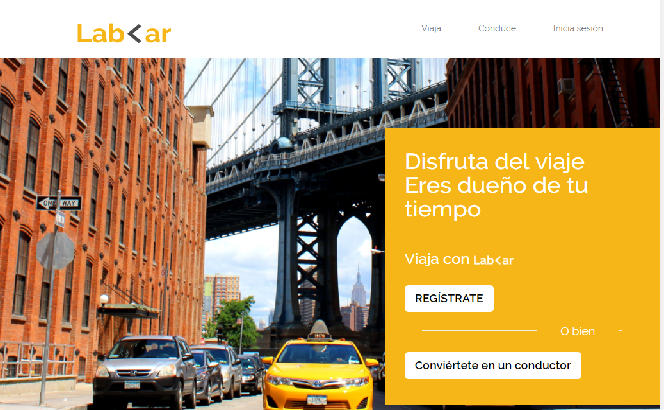 Lab<ar
Viaja
Conduce
Inicia sesión
ONE WAY
Disfruta del viaje
Eres dueño de tu
tiempo
Viaja con Lab<ar
REGÍSTRATE
O bien
Conviértete en un conductor